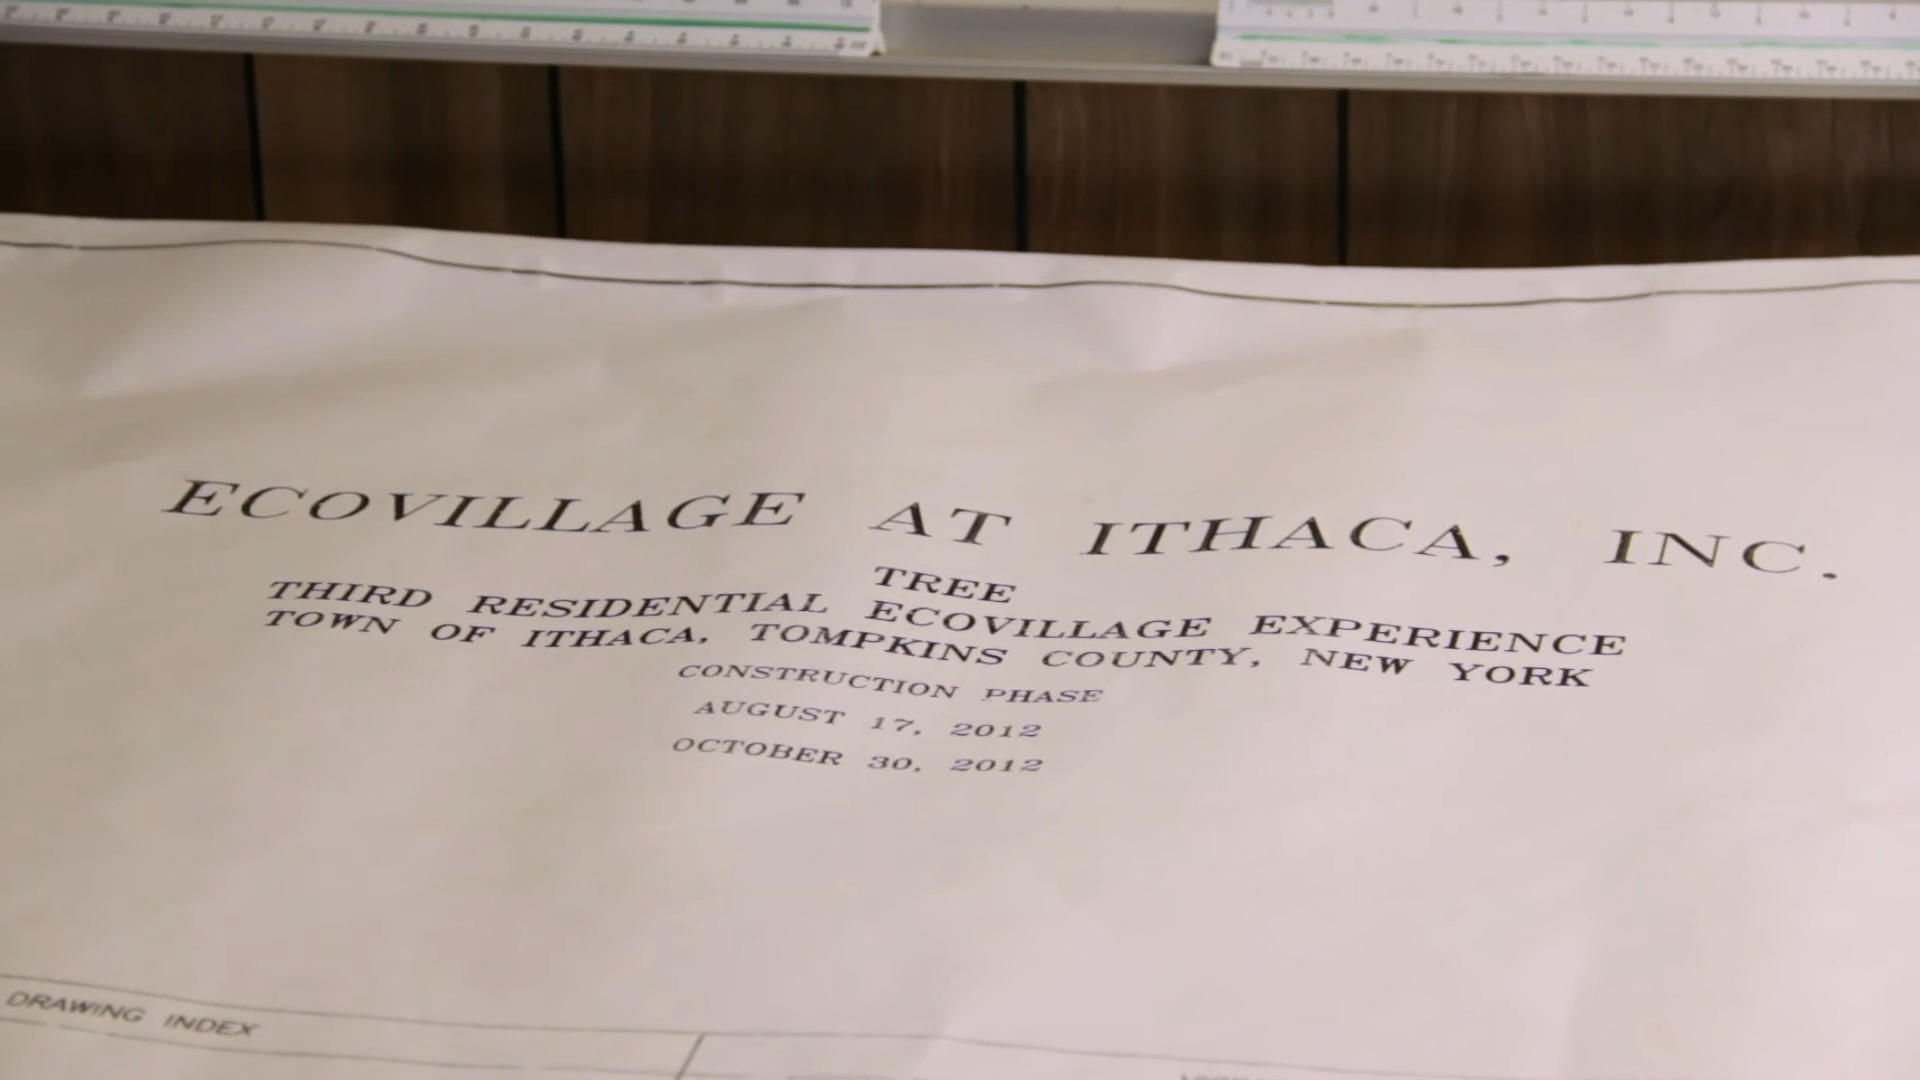 ECOVILLAGE AT ITHACA, INC.
TREE
THIRD RESIDENTIAL ECOVILLAGE EXPERIENCE
TOWN OF ITHACA, TOMPKINS COUNTY, NEW YORK
CONSTRUCTION PHASE
AUGUST 17, 2012
OCTOBER 30, 2012
DRAWING INDEX